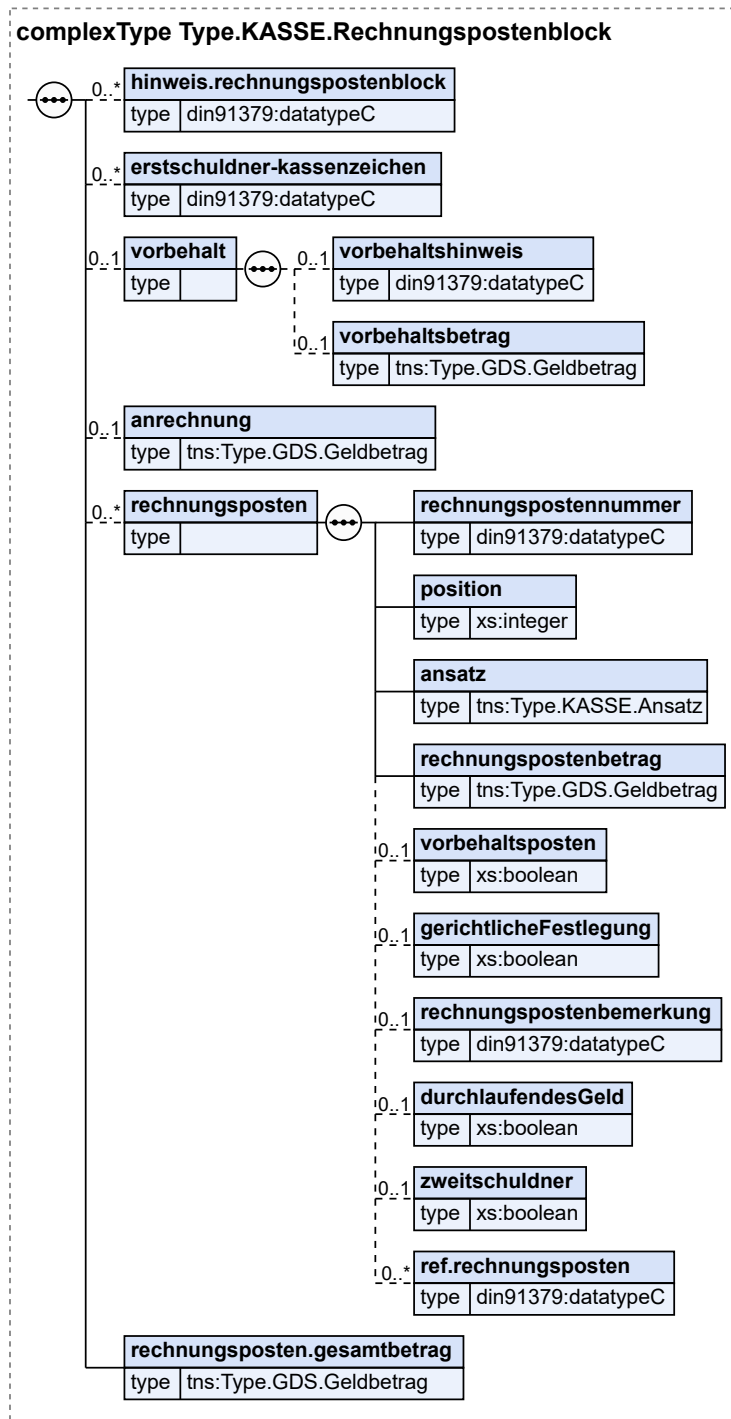 complexType Type.KASSE.Rechnungspostenblock
0..*
hinweis.rechnungspostenblock
type din91379:datatypeC
0..*
erstschuldner-kassenzeichen
type din91379:datatypeC
0..1
vorbehalt
type
0..1
vorbehaltshinweis
type din91379:datatypeC
0..1
vorbehaltsbetrag
type tns:Type.GDS.Geldbetrag
0..1
anrechnung
type tns:Type.GDS.Geldbetrag
0..*
rechnungsposten
type
rechnungspostennummer
type din91379:datatypeC
position
type xs:integer
ansatz
type tns:Type.KASSE.Ansatz
rechnungspostenbetrag
type tns:Type.GDS.Geldbetrag
0..1
vorbehaltsposten
type xs:boolean
0..1
gerichtlicheFestlegung
type xs:boolean
0..1
rechnungspostenbemerkung
type din91379:datatypeC
0..1
durchlaufendesGeld
type xs:boolean
0..1
zweitschuldner
type xs:boolean
0..*
ref.rechnungsposten
type din91379:datatypeC
rechnungsposten.gesamtbetrag
type tns:Type.GDS.Geldbetrag